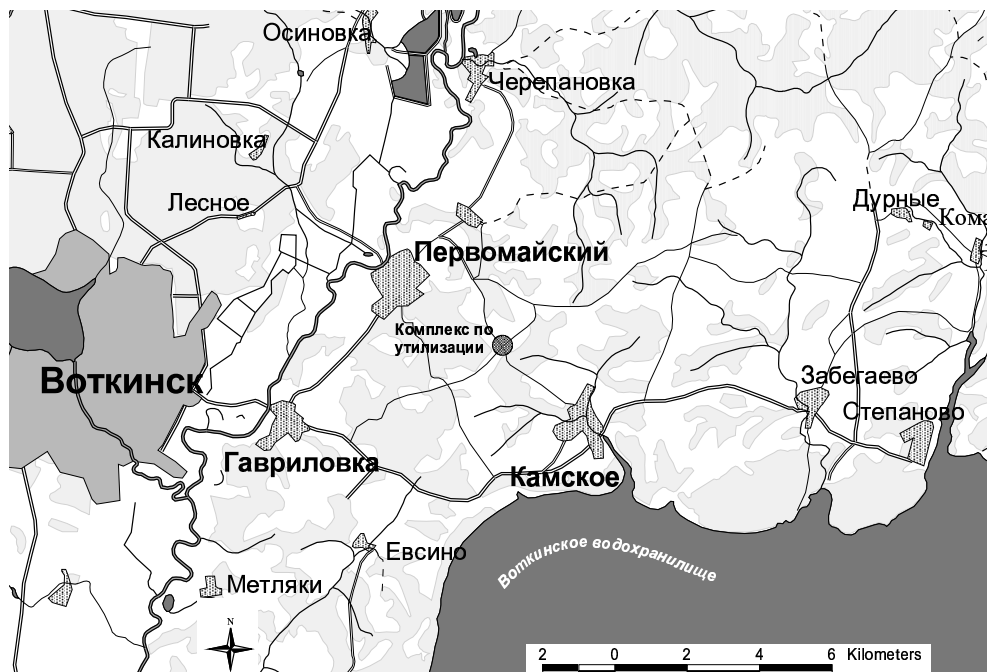 Осиновка
Черепановка
Калиновка
Лесное
Дурные
Кома
Первомайский
Комплекс по
утилизации
Воткинск
Забегаево
Степаново
Гавриловка
Камское
Евсино
Воткинское водохранилище
Метляки
N
2 0 2 4 6 Kilometers